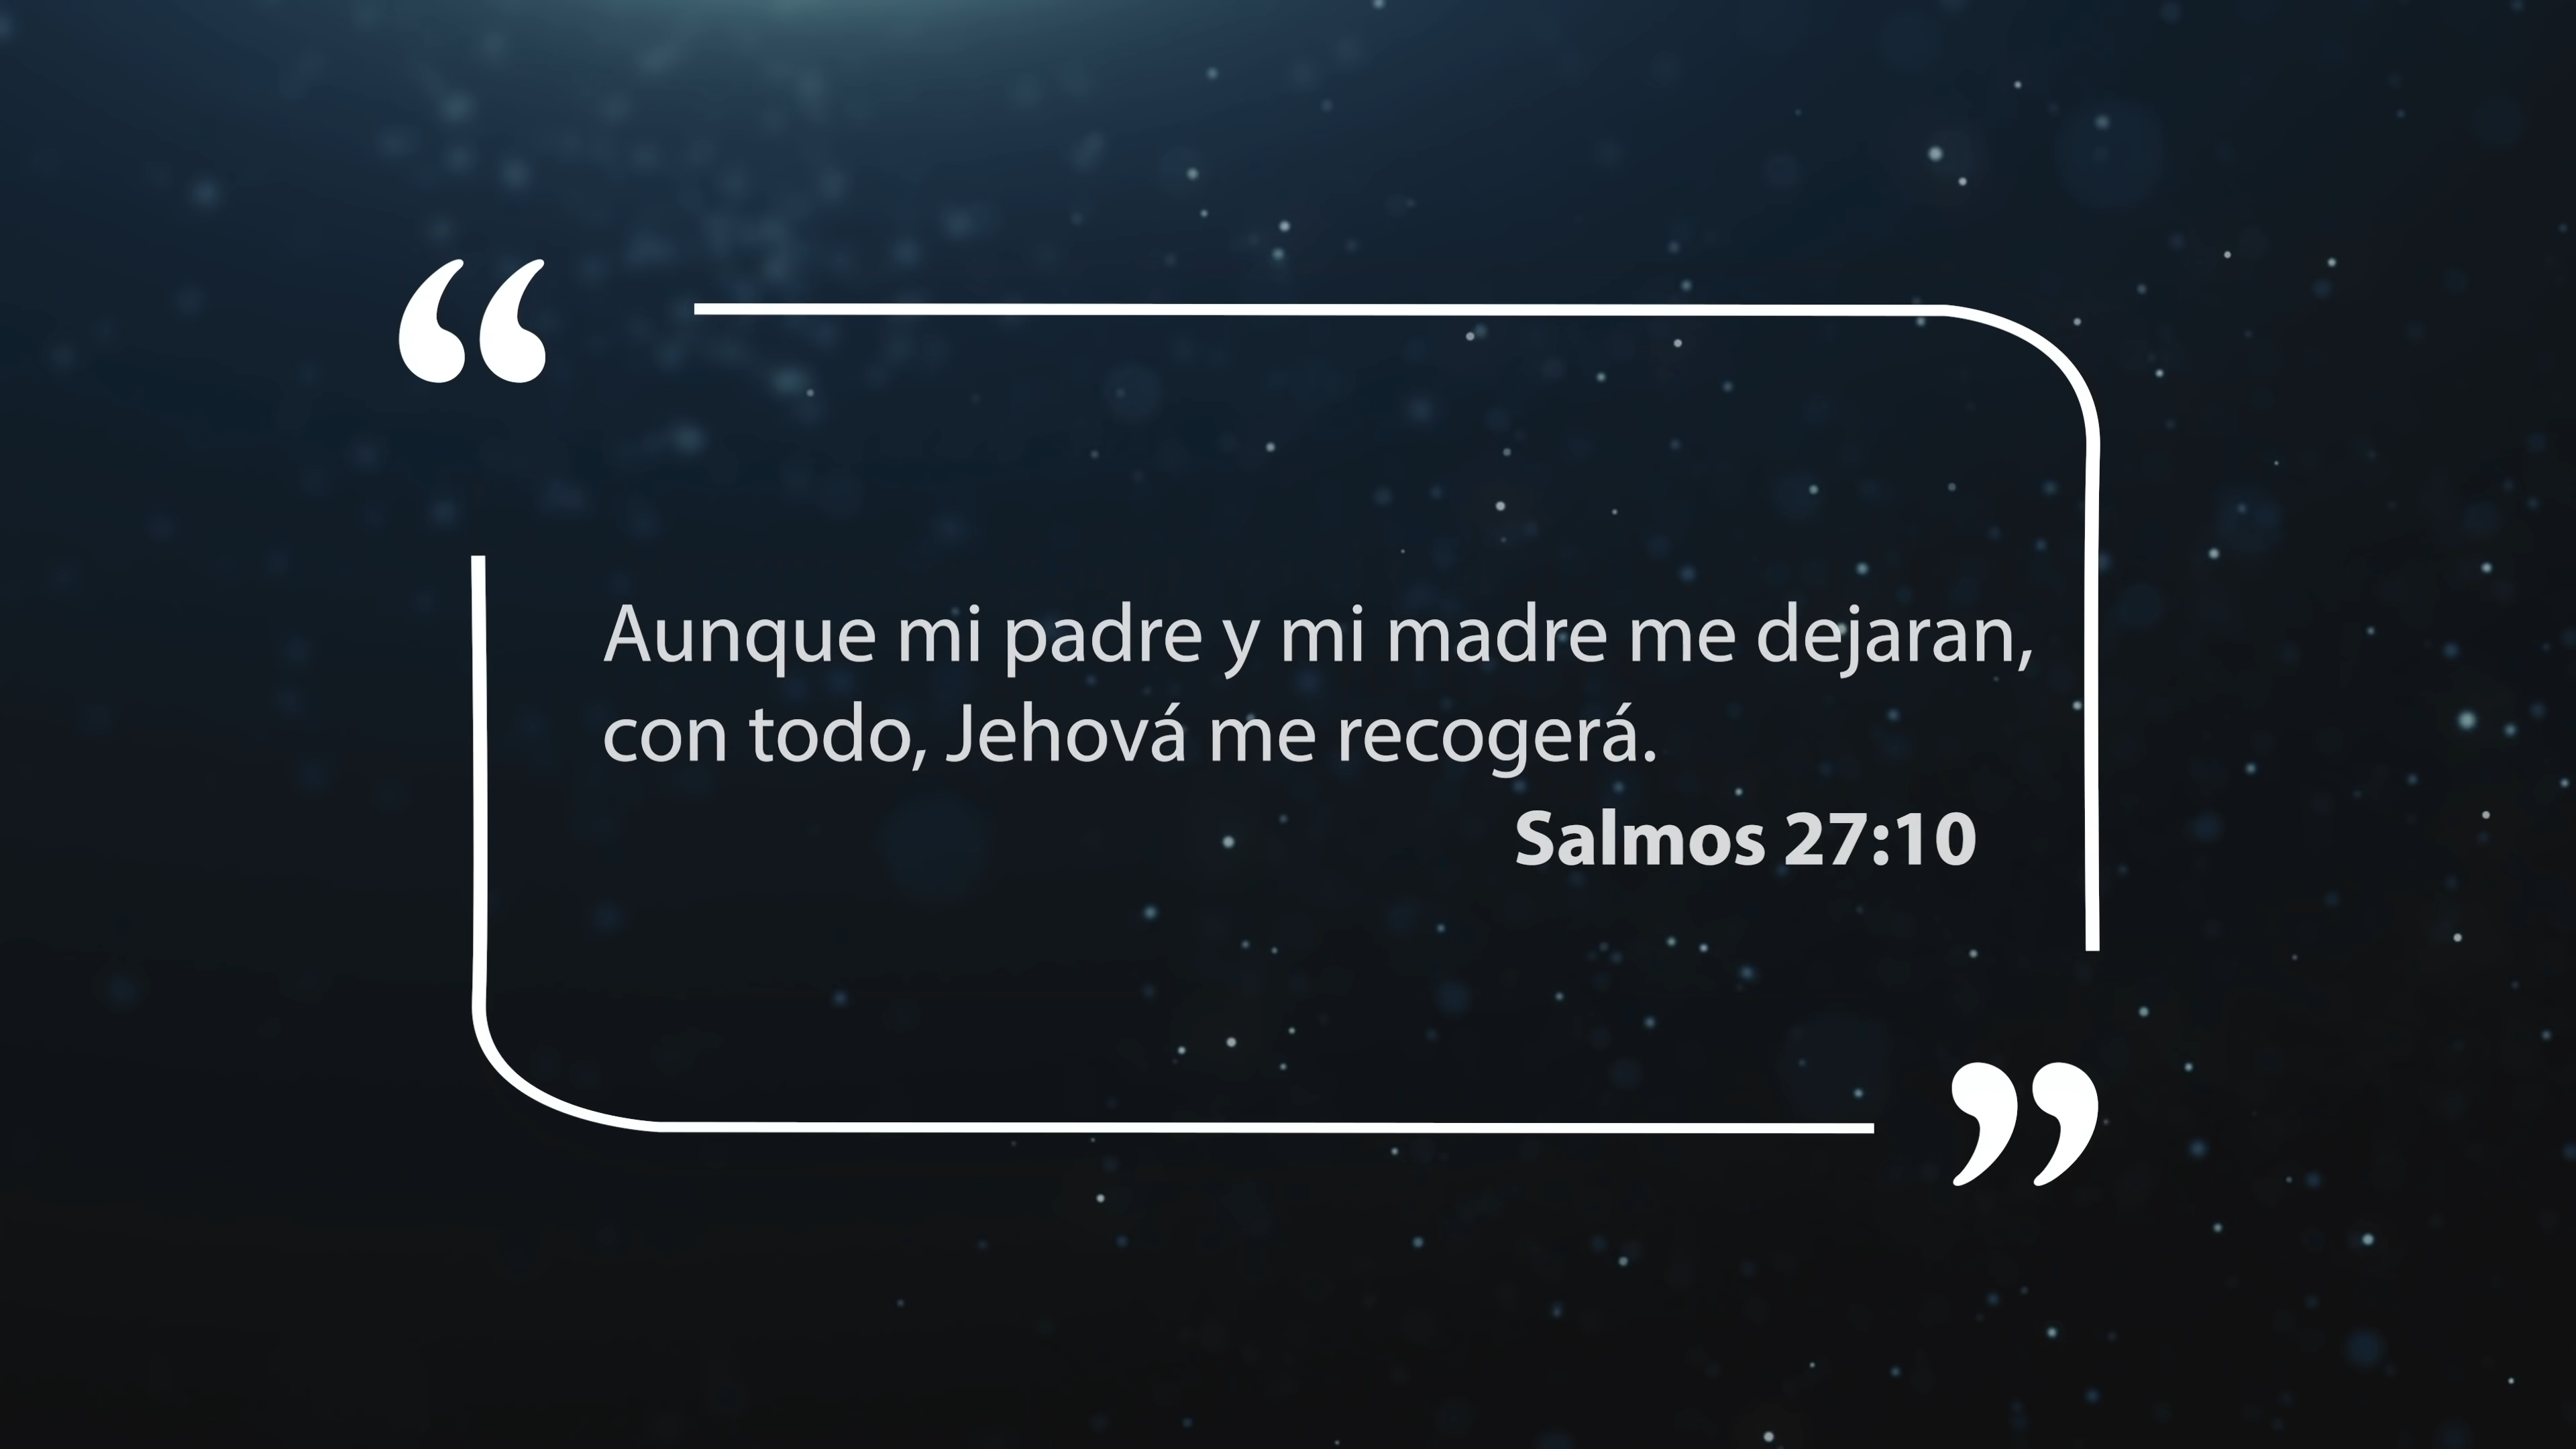 “
Aunque mi padre y mi madre me dejaran,
con todo, Jehová me recogerá.
Salmos 27:10
”